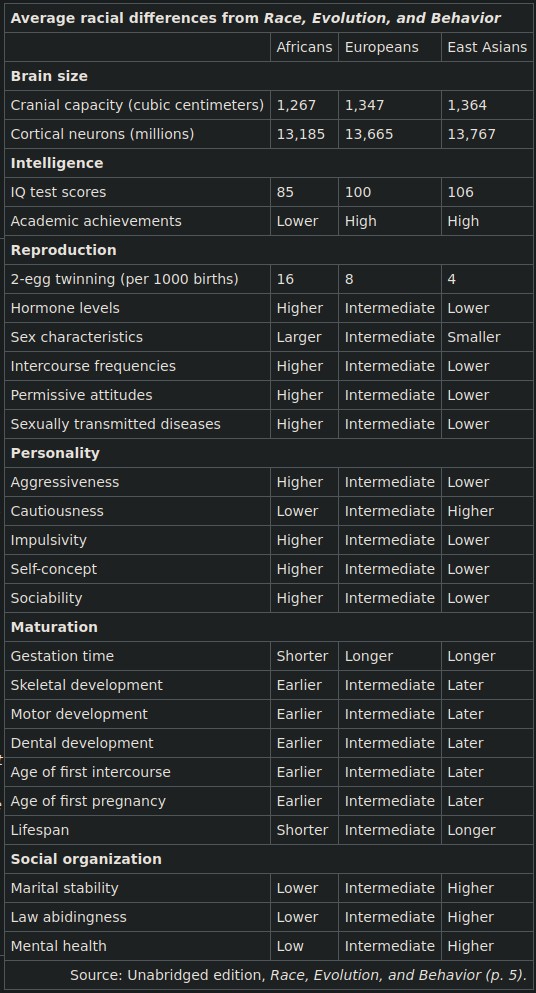 Average racial differences from Race, Evolution, and Behavior
Africans Europeans East Asians
Brain size
Cranial capacity (cubic centimeters) 1,267 1,347 1,364
Cortical neurons (millions) 13,185 13,665 13,767
Intelligence
IQ test scores 85 100 106
Academic achievements Lower High High
Reproduction
2-egg twinning (per 1000 births) 16 8 4
Hormone levels Higher Intermediate Lower
Sex characteristics Larger Intermediate Smaller
Intercourse frequencies Higher Intermediate Lower
Permissive attitudes Higher Intermediate Lower
Sexually transmitted diseases Higher Intermediate Lower
Personality
Aggressiveness Higher Intermediate Lower
Cautiousness Lower Intermediate Higher
Impulsivity Higher Intermediate Lower
Self-concept Higher Intermediate Lower
Sociability Higher Intermediate Lower
Maturation
Gestation time Shorter Longer Longer
Skeletal development Earlier Intermediate Later
Motor development Earlier Intermediate Later
Dental development Earlier Intermediate Later
Age of first intercourse Earlier Intermediate Later
Age of first pregnancy Earlier Intermediate Later
Lifespan Shorter Intermediate Longer
Social organization
Marital stability Lower Intermediate Higher
Law abidingness Lower Intermediate Higher
Mental health Low Intermediate Higher
Source: Unabridged edition, Race, Evolution, and Behavior (p. 5).